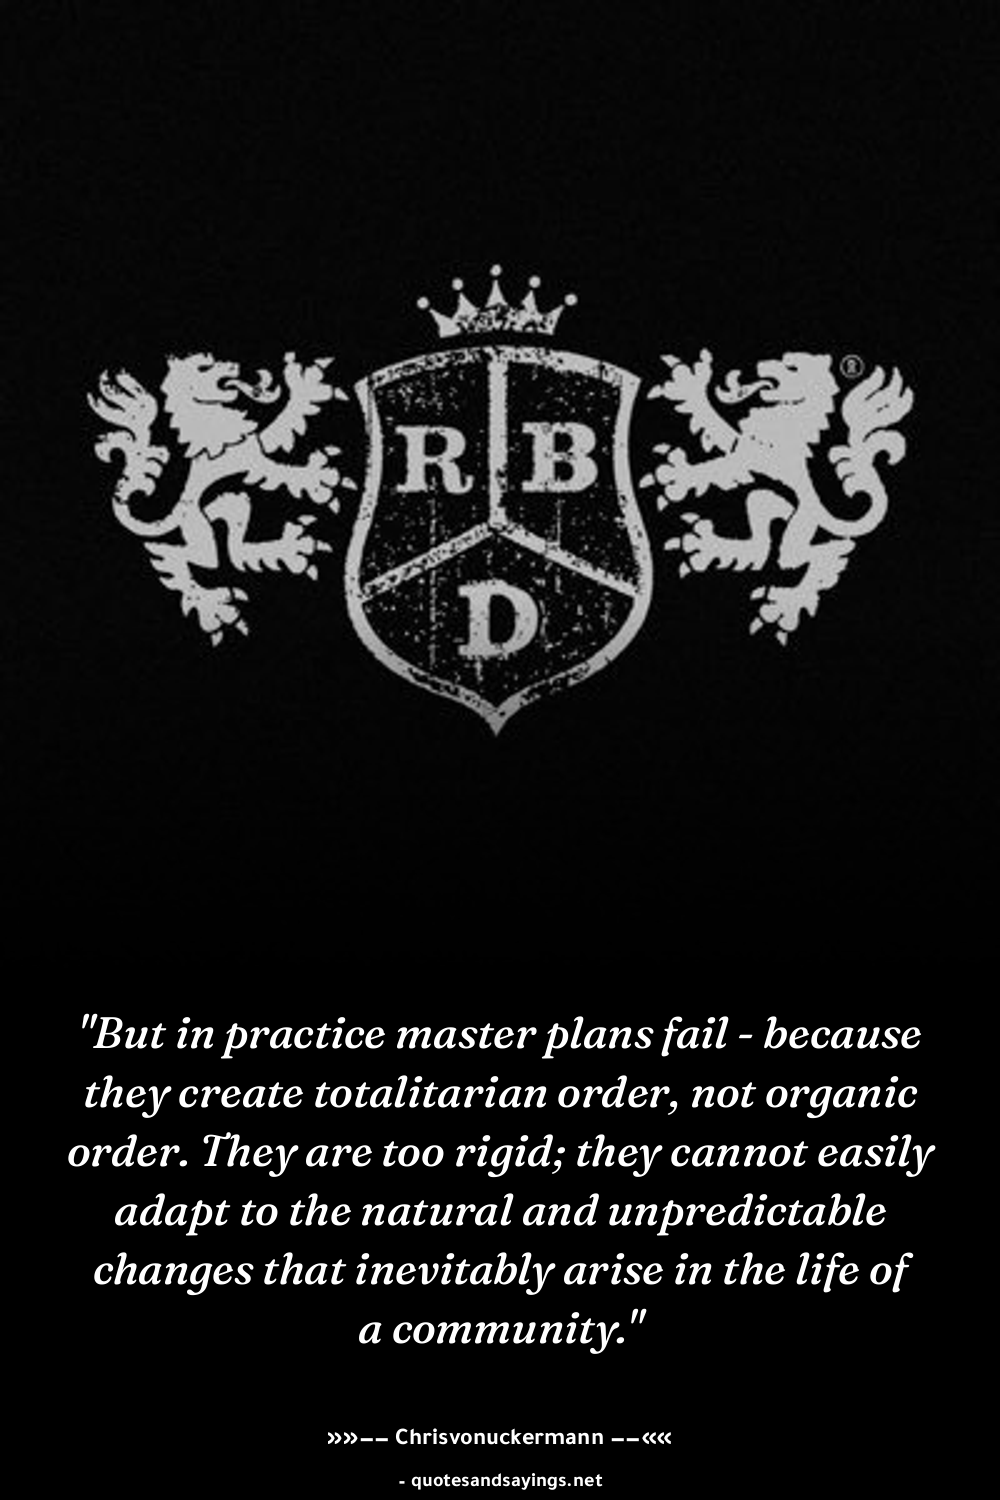 R B
D
®
"But in practice master plans fail - because
they create totalitarian order, not organic
order. They are too rigid; they cannot easily
adapt to the natural and unpredictable
changes that inevitably arise in the life of
a community."
»»−− Chrisvonuckermann −−««
- quotesandsayings.net